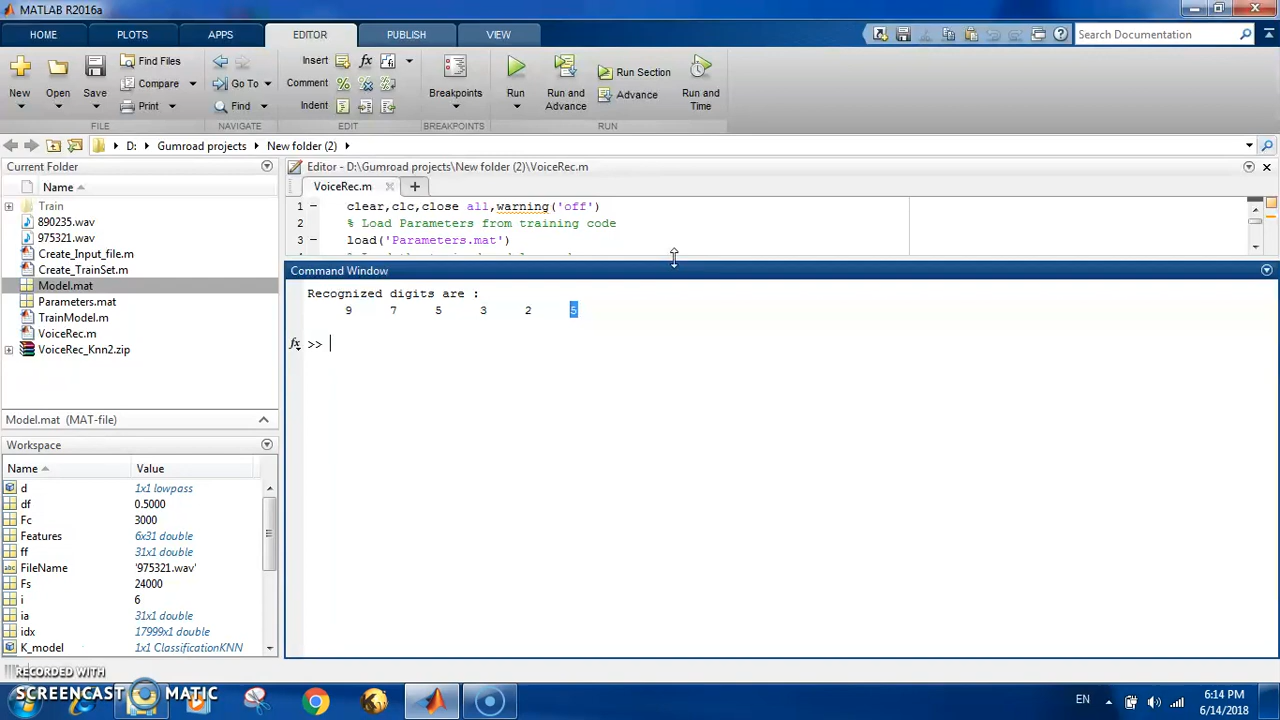 MATLAB R2016a
HOME PLOTS APPS EDITOR PUBLISH VIEW Search Documentation
New Open Save Find Files Compare Print
Go To Find
Insert fx Comment % Indent
Breakpoints Run Run and Advance Run Section Advance Run and Time
FILE NAVIGATE EDIT BREAKPOINTS RUN
D: Gumroad projects New folder (2)
Current Folder
Name
Train
890235.wav
975321.wav
Create_Input_file.m
Create_TrainSet.m
Model.mat
Parameters.mat
TrainModel.m
VoiceRec.m
VoiceRec_Knn2.zip
Model.mat (MAT-file)
Workspace
Name Value
d 1x1 lowpass
df 0.5000
Fc 3000
Features 6x31 double
ff 31x1 double
FileName '975321.wav'
Fs 24000
i 6
ia 31x1 double
idx 17999x1 double
K_model 1x1 ClassificationKNN
Editor - D:\Gumroad projects\New folder (2)\VoiceRec.m
VoiceRec.m
1 clear,clc,close all,warning('off')
2 % Load Parameters from training code
3 load('Parameters.mat')
Command Window
Recognized digits are :
9 7 5 3 2 5
fx >>
RECORDED WITH
SCREENCAST MATIC
EN 6:14 PM
6/14/2018